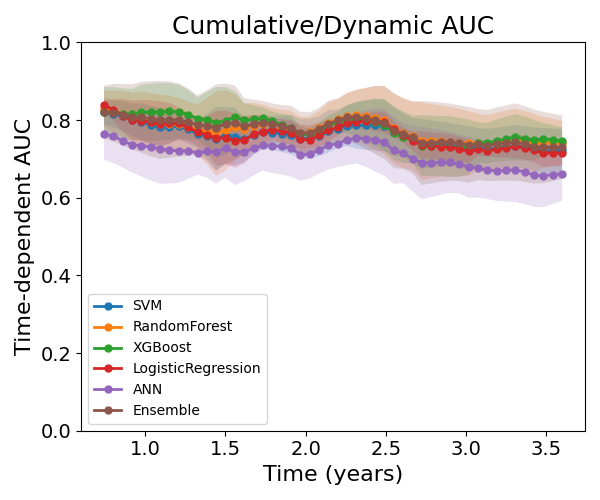 Cumulative/Dynamic AUC
Time-dependent AUC
1.0
0.8
0.6
0.4
0.2
0.0
SVM
RandomForest
XGBoost
LogisticRegression
ANN
Ensemble
1.0 1.5 2.0 2.5 3.0 3.5
Time (years)